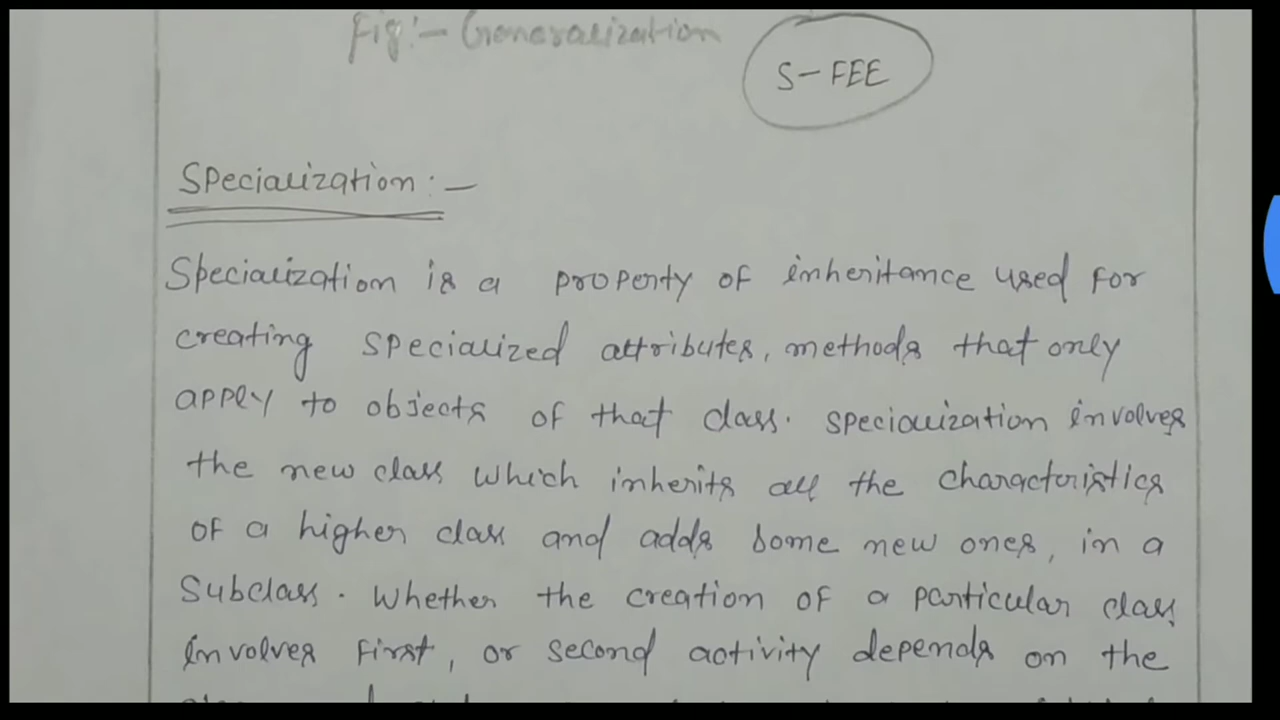 Fig:- Generalization
S-FEE
Specialization:-
Specialization is a property of inheritance used for
creating specialized attributes, methods that only
apply to objects of that class. specialization involves
the new class which inherits all the characteristics
of a higher class and adds some new ones, in a
Subclass. Whether the creation of a particular class
involves first, or second activity depends on the